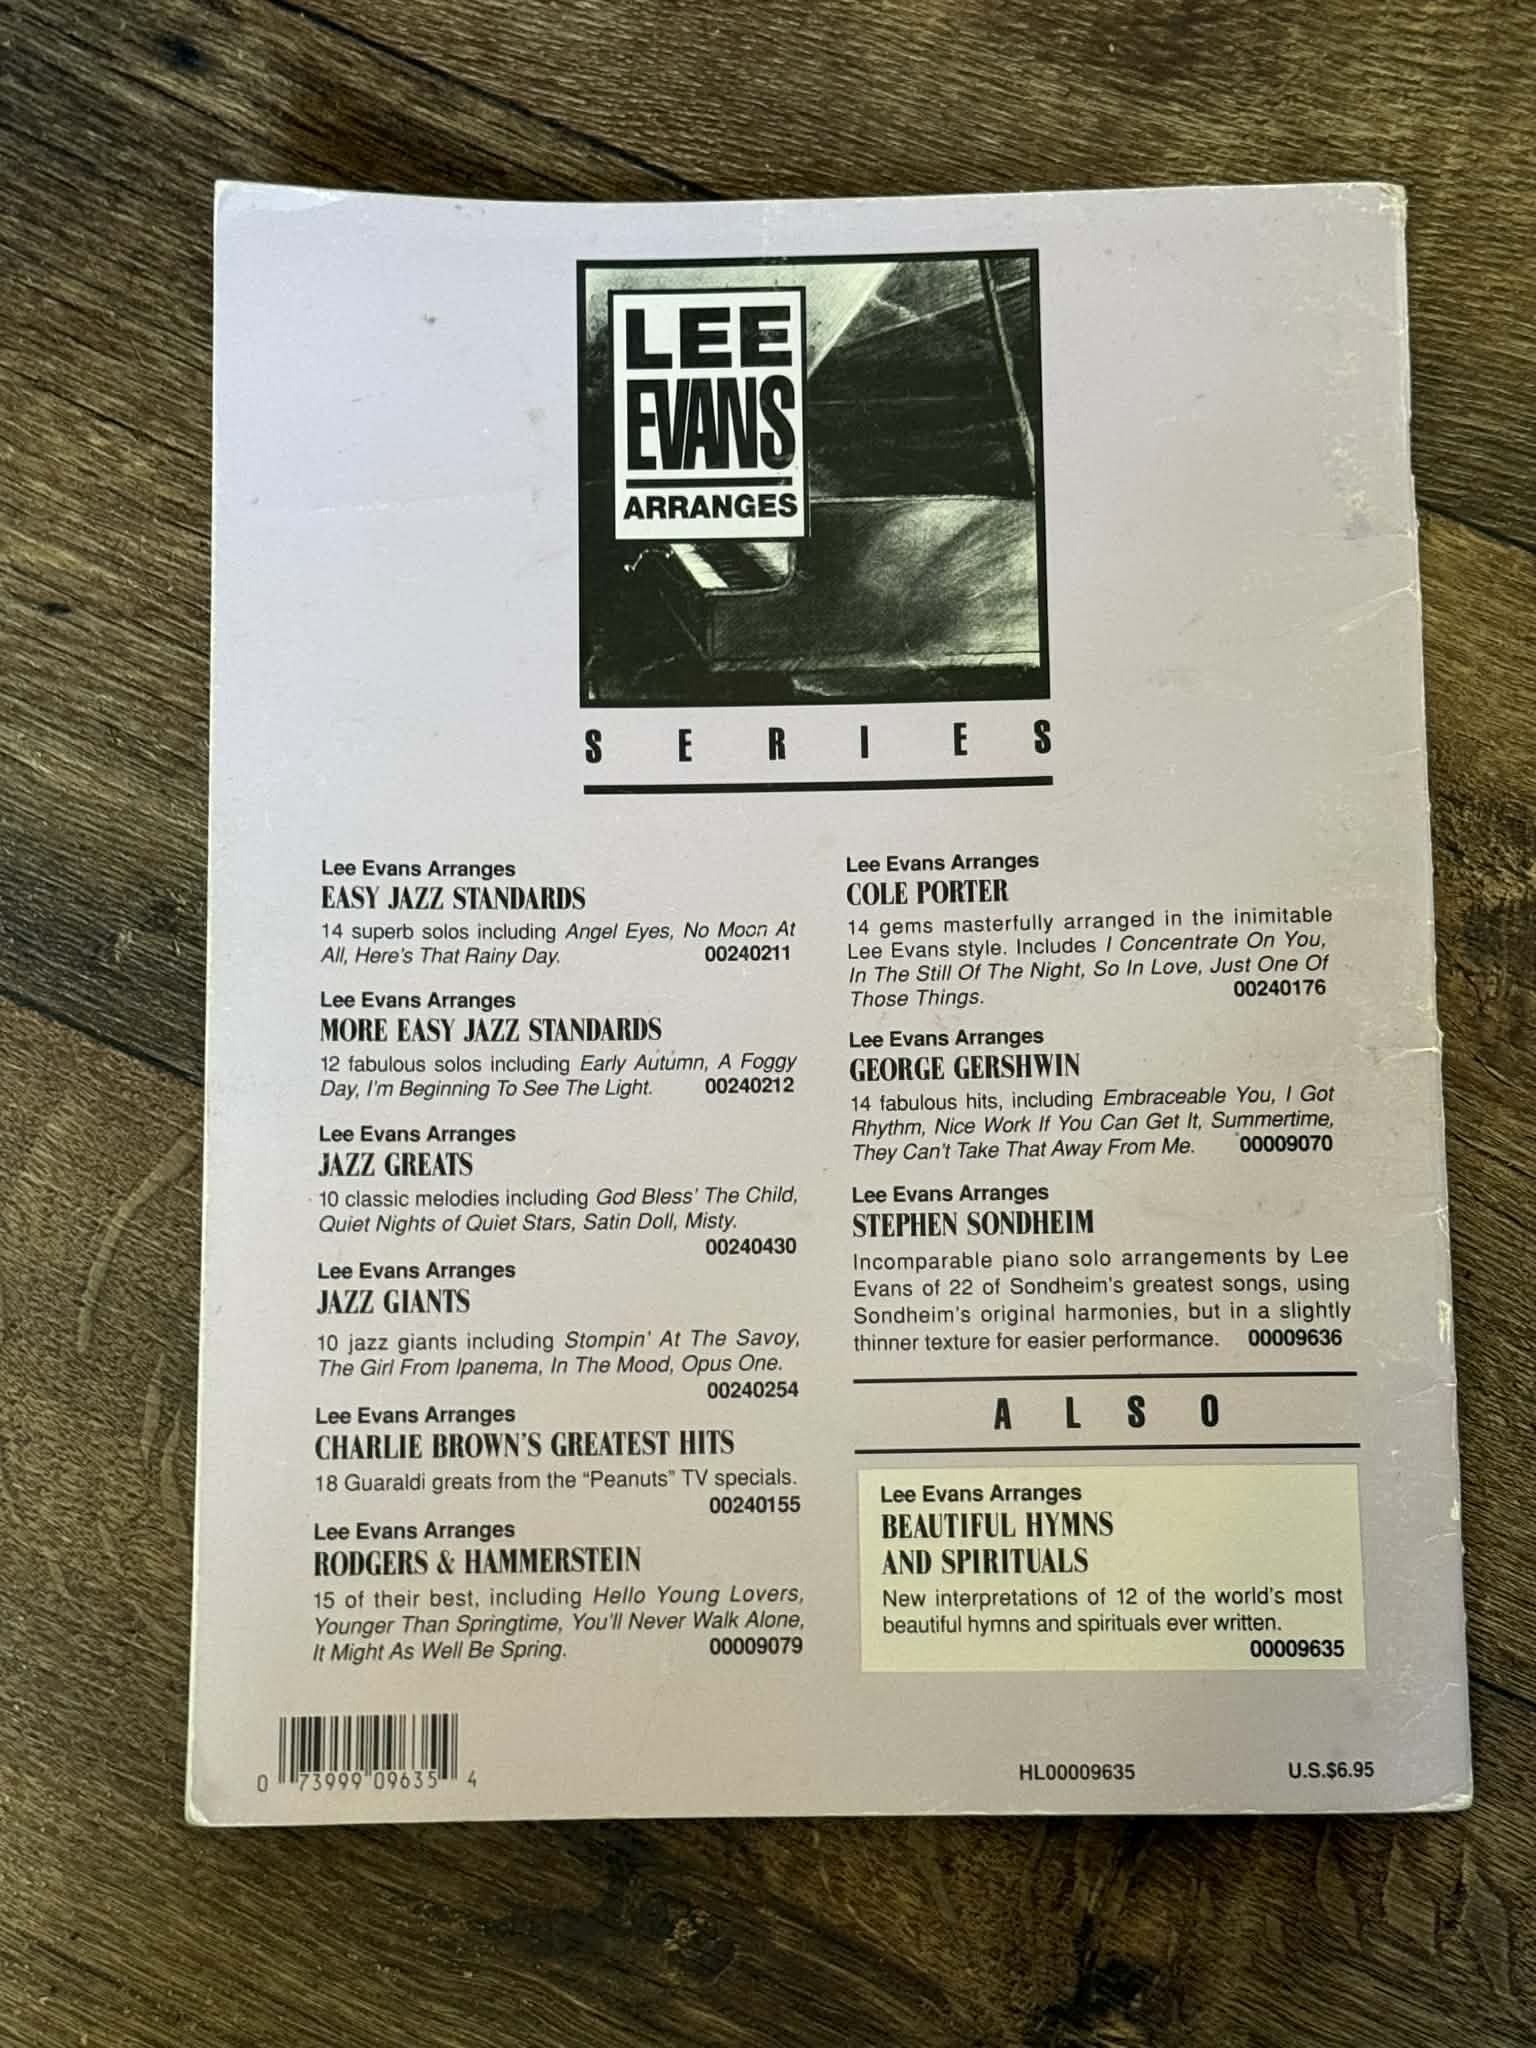 LEE
EVANS
ARRANGES
SERIES
Lee Evans Arranges
EASY JAZZ STANDARDS
14 superb solos including Angel Eyes, No Moon At
All, Here's That Rainy Day. 00240211
Lee Evans Arranges
MORE EASY JAZZ STANDARDS
12 fabulous solos including Early Autumn, A Foggy
Day, I'm Beginning To See The Light. 00240212
Lee Evans Arranges
JAZZ GREATS
10 classic melodies including God Bless' The Child,
Quiet Nights of Quiet Stars, Satin Doll, Misty.
00240430
Lee Evans Arranges
JAZZ GIANTS
10 jazz giants including Stompin' At The Savoy,
The Girl From Ipanema, In The Mood, Opus One.
00240254
Lee Evans Arranges
CHARLIE BROWN'S GREATEST HITS
18 Guaraldi greats from the "Peanuts" TV specials.
00240155
Lee Evans Arranges
RODGERS & HAMMERSTEIN
15 of their best, including Hello Young Lovers,
Younger Than Springtime, You'll Never Walk Alone,
It Might As Well Be Spring. 00009079
Lee Evans Arranges
COLE PORTER
14 gems masterfully arranged in the inimitable
Lee Evans style. Includes I Concentrate On You,
In The Still Of The Night, So In Love, Just One Of
Those Things. 00240176
Lee Evans Arranges
GEORGE GERSHWIN
14 fabulous hits, including Embraceable You, I Got
Rhythm, Nice Work If You Can Get It, Summertime,
They Can't Take That Away From Me. 00009070
Lee Evans Arranges
STEPHEN SONDHEIM
Incomparable piano solo arrangements by Lee
Evans of 22 of Sondheim's greatest songs, using
Sondheim's original harmonies, but in a slightly
thinner texture for easier performance. 00009636
ALSO
Lee Evans Arranges
BEAUTIFUL HYMNS
AND SPIRITUALS
New interpretations of 12 of the world's most
beautiful hymns and spirituals ever written.
00009635
0 73999 09635 4
HL00009635
U.S.$6.95